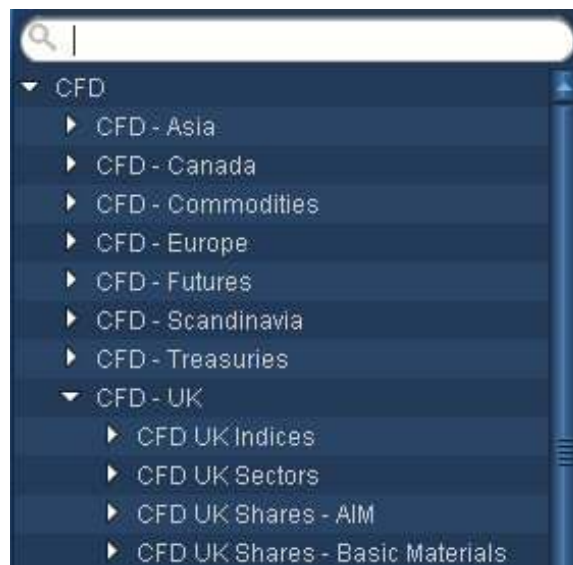 CFD
CFD - Asia
CFD - Canada
CFD - Commodities
CFD - Europe
CFD - Futures
CFD - Scandinavia
CFD - Treasuries
CFD - UK
CFD UK Indices
CFD UK Sectors
CFD UK Shares - AIM
CFD UK Shares - Basic Materials